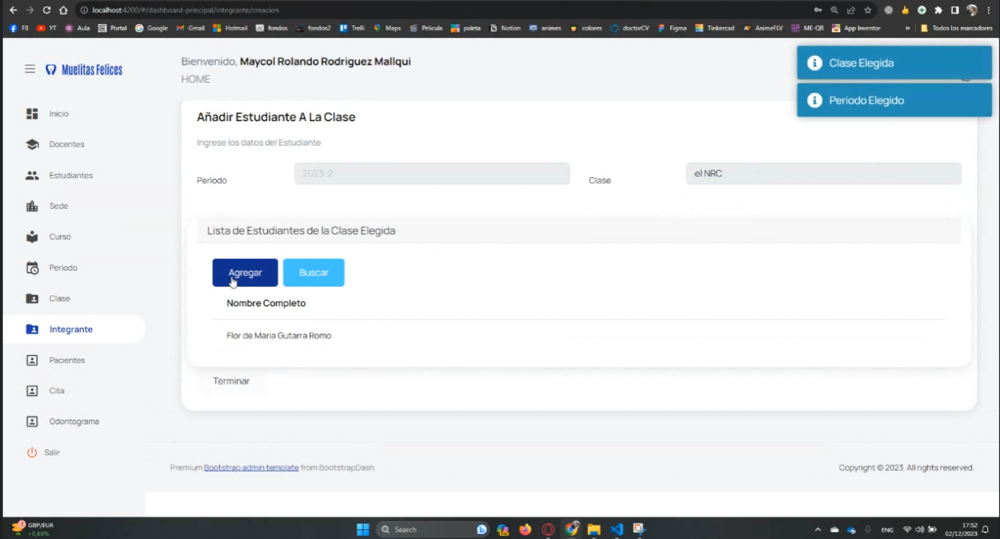 localhost:4200/#/dashboard-principal/integrante/creacion
FB YT Aula Portal Google Gmail Hotmail fondos fondos2 Trelli Maps Pelicula paleta Notion animes colores doctorCV Figma Tinkercad AnimeFLV ME-QR App Inventor » Todos los marcadores
Muelitas Felices
Bienvenido, Maycol Rolando Rodriguez Mallqui
HOME
Clase Elegida
Periodo Elegido
Inicio
Docentes
Estudiantes
Sede
Curso
Periodo
Clase
Integrante
Pacientes
Cita
Odontograma
Salir
Añadir Estudiante A La Clase
Ingrese los datos del Estudiante
Periodo 2023-2 Clase el NRC
Lista de Estudiantes de la Clase Elegida
Agregar Buscar
Nombre Completo
Flor de Maria Gutarra Romo
Terminar
Premium Bootstrap admin template from BootstrapDash. Copyright © 2023. All rights reserved.
GBP/EUR
+0,65%
Search
ENG
17:52
02/12/2023